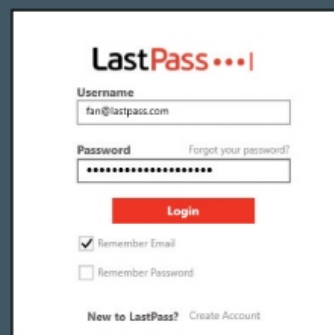 LastPass
Username
fan@lastpass.com
Password Forgot your password?
Login
Remember Email
Remember Password
New to LastPass? Create Account